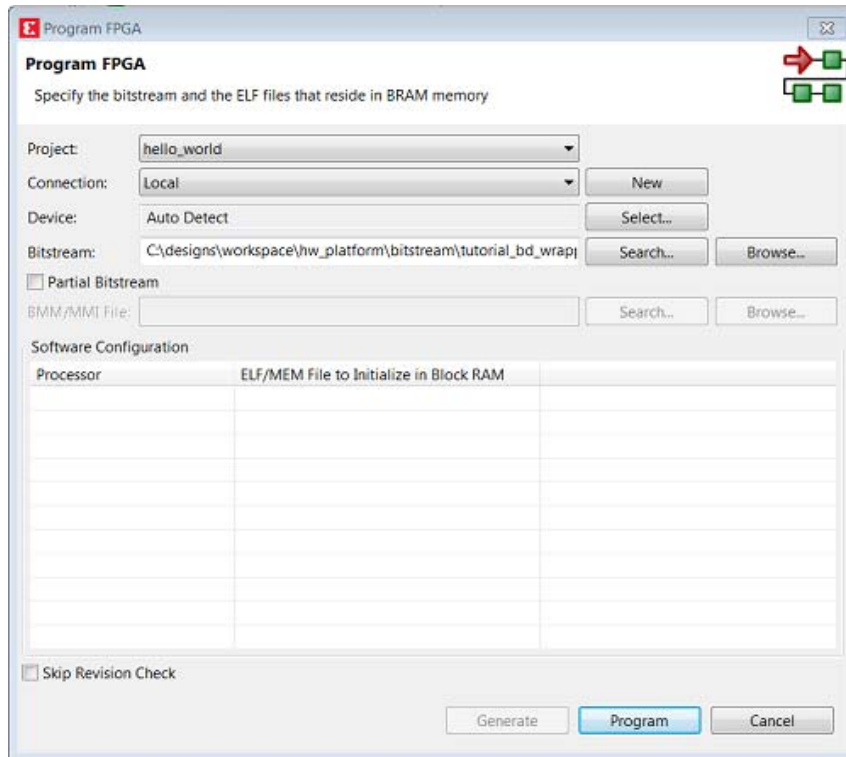 Program FPGA
Program FPGA
Specify the bitstream and the ELF files that reside in BRAM memory
Project: hello_world
Connection: Local New
Device: Auto Detect Select...
Bitstream: C:\designs\workspace\hw_platform\bitstream\tutorial_bd_wrapp Search... Browse...
Partial Bitstream
BMM/MMI File: Search... Browse...
Software Configuration
Processor ELF/MEM File to Initialize in Block RAM
Skip Revision Check
Generate Program Cancel